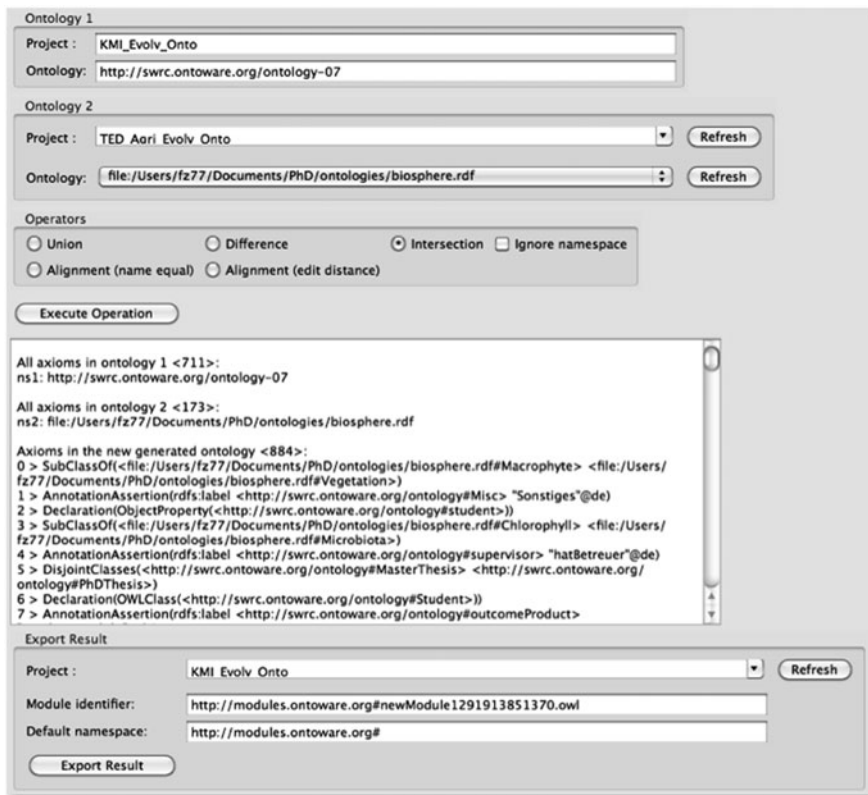 Ontology 1
Project : KMI_Evolv_Onto
Ontology: http://swrc.ontoware.org/ontology-07
Ontology 2
Project : TED Aqri Evolv Onto Refresh
Ontology: file:/Users/fz77/Documents/PhD/ontologies/biosphere.rdf Refresh
Operators
Union Difference Intersection Ignore namespace
Alignment (name equal) Alignment (edit distance)
Execute Operation
All axioms in ontology 1 <711>:
ns1: http://swrc.ontoware.org/ontology-07
All axioms in ontology 2 <173>:
ns2: file:/Users/fz77/Documents/PhD/ontologies/biosphere.rdf
Axioms in the new generated ontology <884>:
0 > SubClassOf(<file:/Users/fz77/Documents/PhD/ontologies/biosphere.rdf#Macrophyte> <file:/Users/
fz77/Documents/PhD/ontologies/biosphere.rdf#Vegetation>)
1 > AnnotationAssertion(rdfs:label <http://swrc.ontoware.org/ontology#Misc> "Sonstiges"@de)
2 > Declaration(ObjectProperty(<http://swrc.ontoware.org/ontology#student>))
3 > SubClassOf(<file:/Users/fz77/Documents/PhD/ontologies/biosphere.rdf#Chlorophyll> <file:/Users/
fz77/Documents/PhD/ontologies/biosphere.rdf#Microbiota>)
4 > AnnotationAssertion(rdfs:label <http://swrc.ontoware.org/ontology#supervisor> "hatBetreuer"@de)
5 > DisjointClasses(<http://swrc.ontoware.org/ontology#MasterThesis> <http://swrc.ontoware.org/
ontology#PhDThesis>)
6 > Declaration(OWLClass(<http://swrc.ontoware.org/ontology#Student>))
7 > AnnotationAssertion(rdfs:label <http://swrc.ontoware.org/ontology#outcomeProduct>
Export Result
Project : KMI Evolv Onto Refresh
Module identifier: http://modules.ontoware.org#newModule1291913851370.owl
Default namespace: http://modules.ontoware.org#
Export Result